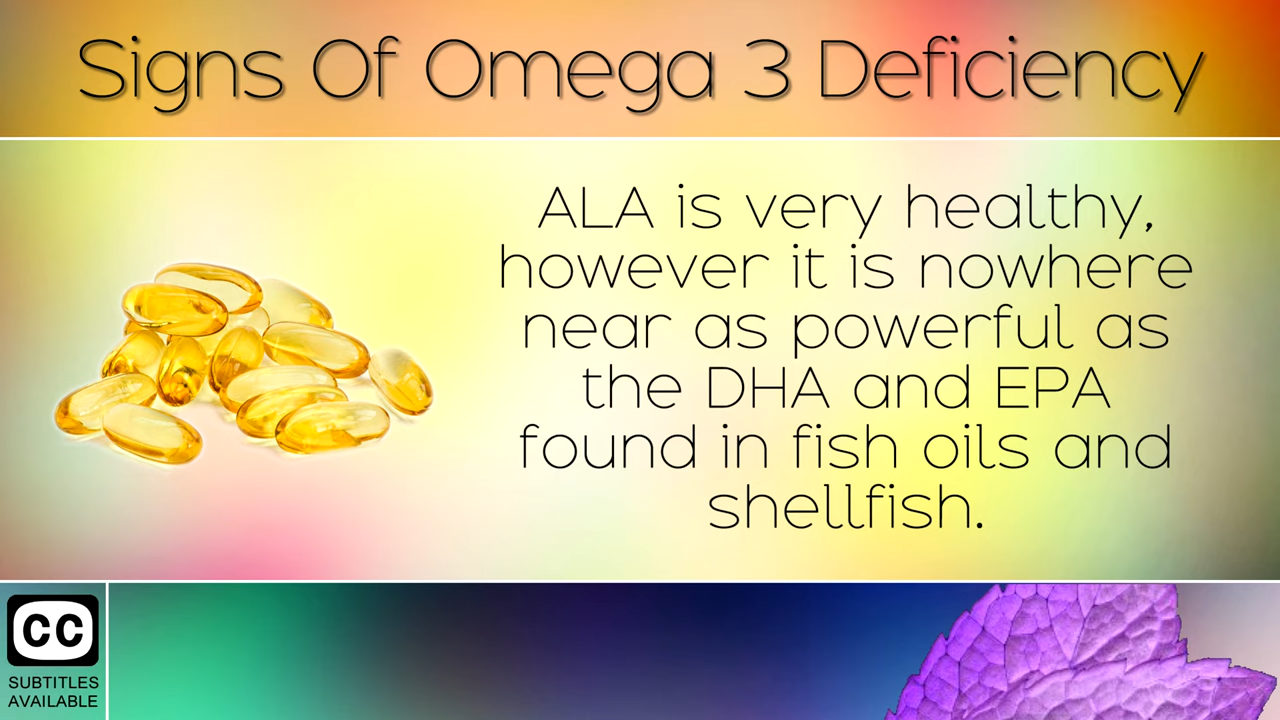 Signs Of Omega 3 Deficiency
ALA is very healthy,
however it is nowhere
near as powerful as
the DHA and EPA
found in fish oils and
shellfish.
CC
SUBTITLES
AVAILABLE